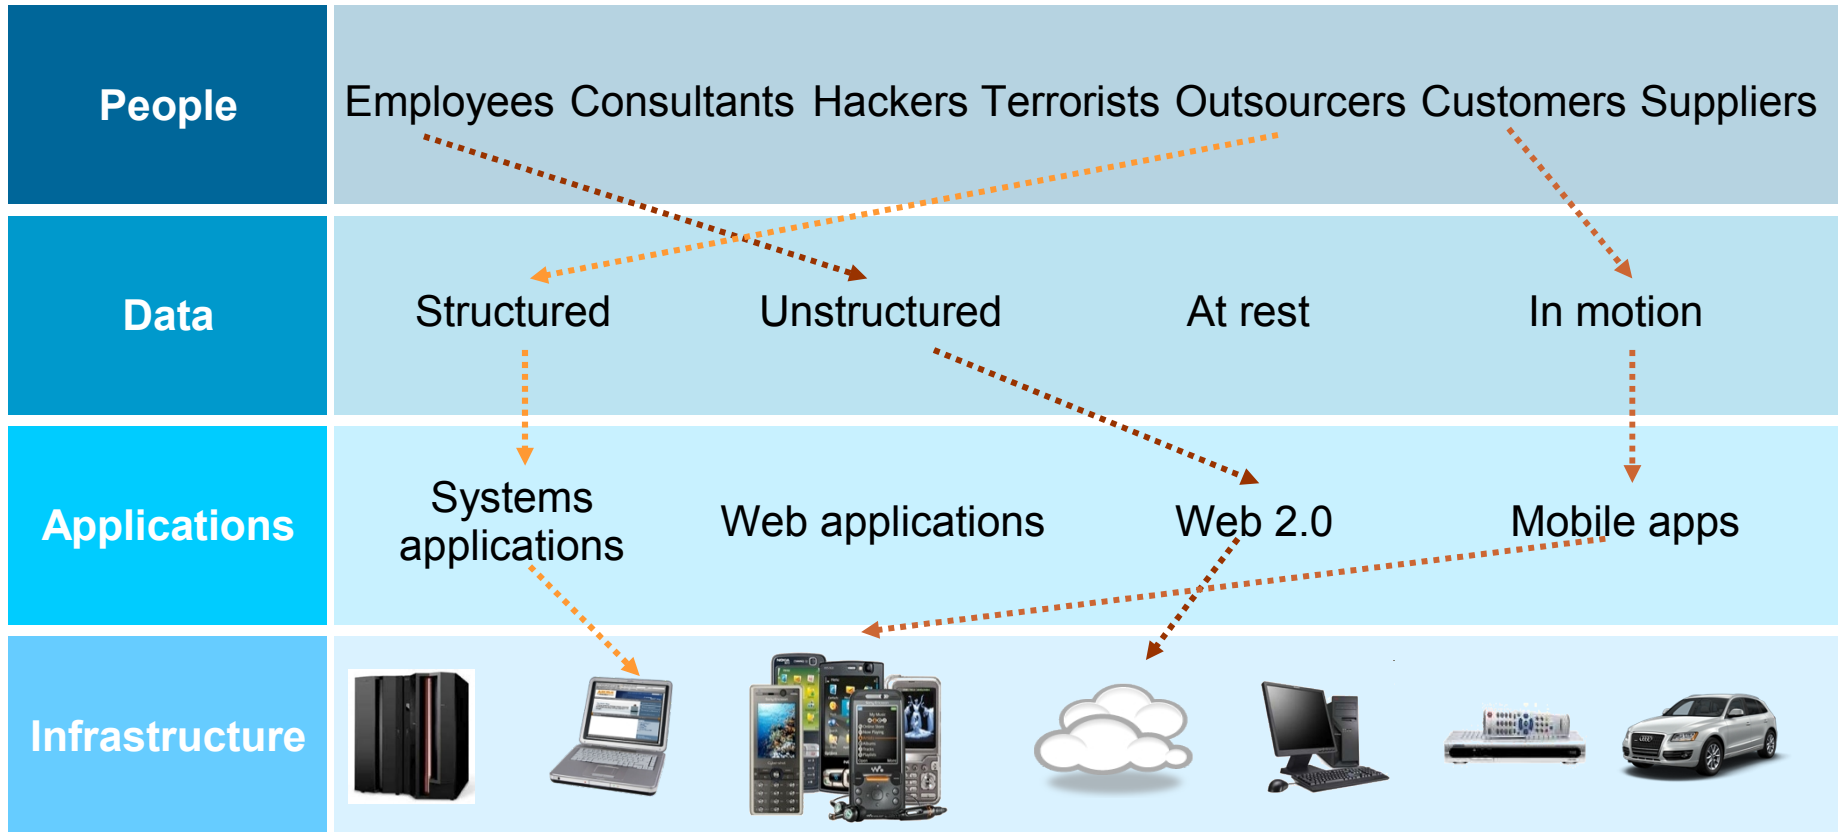 People
Employees Consultants Hackers Terrorists Outsourcers Customers Suppliers
Data
Structured Unstructured At rest In motion
Applications
Systems
applications
Web applications Web 2.0 Mobile apps
Infrastructure